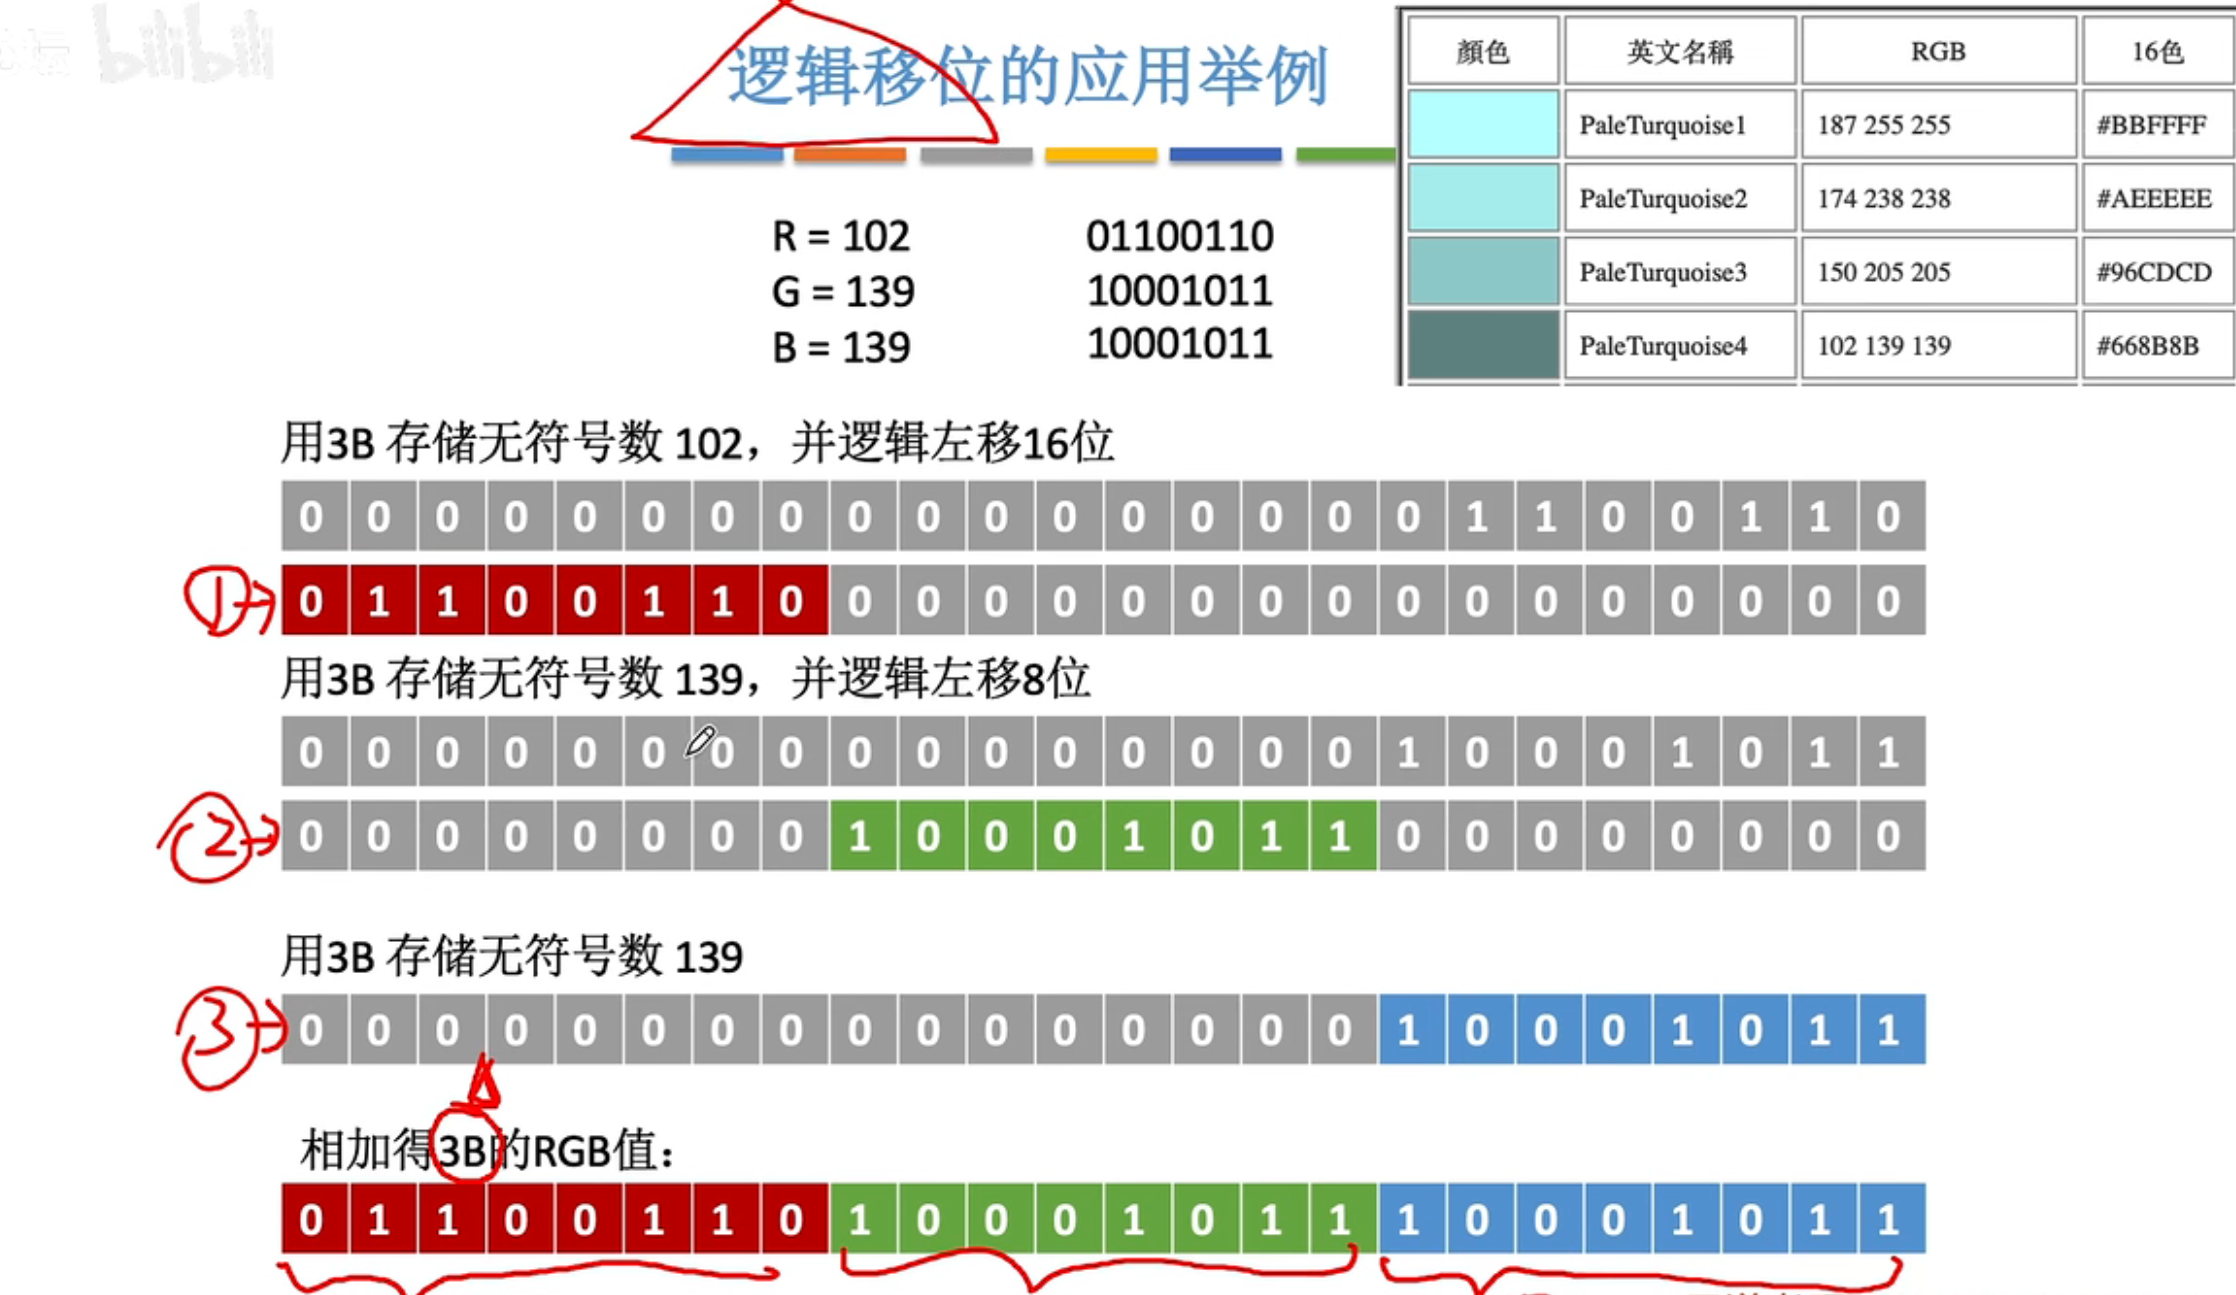 bilibili
逻辑移位的应用举例
顏色 英文名稱 RGB 16色
PaleTurquoise1 187 255 255 #BBFFFF
PaleTurquoise2 174 238 238 #AEEEEE
PaleTurquoise3 150 205 205 #96CDCD
PaleTurquoise4 102 139 139 #668B8B
R = 102 01100110
G = 139 10001011
B = 139 10001011
用3B 存储无符号数 102，并逻辑左移16位
0 0 0 0 0 0 0 0 0 0 0 0 0 0 0 0 0 1 1 0 0 1 1 0
① 0 1 1 0 0 1 1 0 0 0 0 0 0 0 0 0 0 0 0 0 0 0 0 0
用3B 存储无符号数 139，并逻辑左移8位
0 0 0 0 0 0 0 0 0 0 0 0 0 0 0 0 1 0 0 0 1 0 1 1
② 0 0 0 0 0 0 0 0 1 0 0 0 1 0 1 1 0 0 0 0 0 0 0 0
用3B 存储无符号数 139
③ 0 0 0 0 0 0 0 0 0 0 0 0 0 0 0 0 1 0 0 0 1 0 1 1
相加得3B的RGB值：
0 1 1 0 0 1 1 0 1 0 0 0 1 0 1 1 1 0 0 0 1 0 1 1